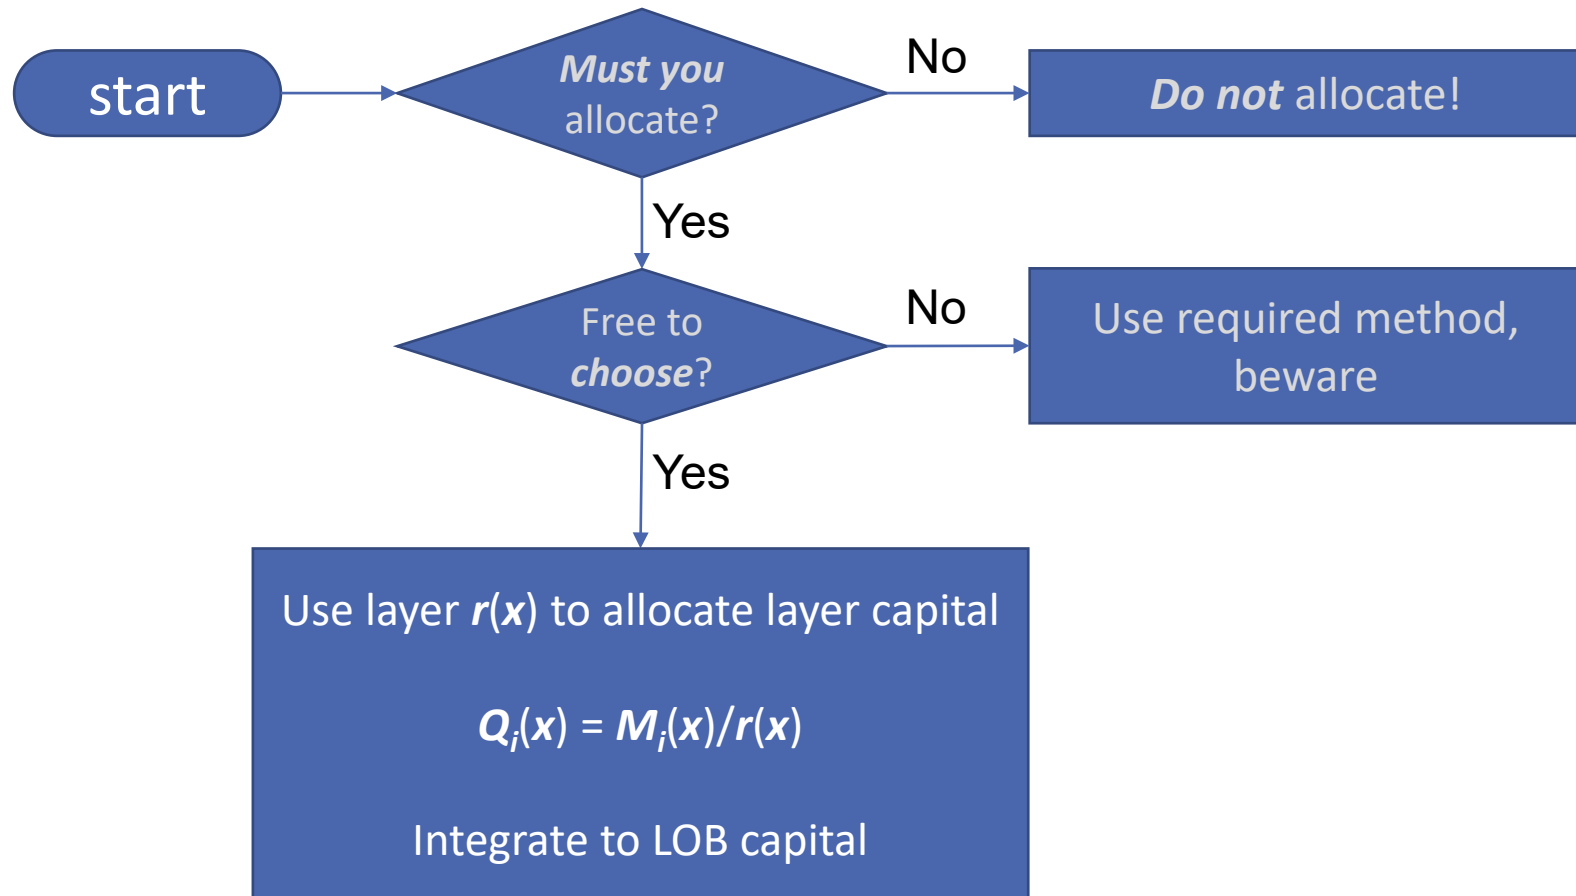 start
Must you
allocate?
No
Do not allocate!
Yes
Free to
choose?
No
Use required method,
beware
Yes
Use layer r(x) to allocate layer capital
Qi(x) = Mi(x)/r(x)
Integrate to LOB capital